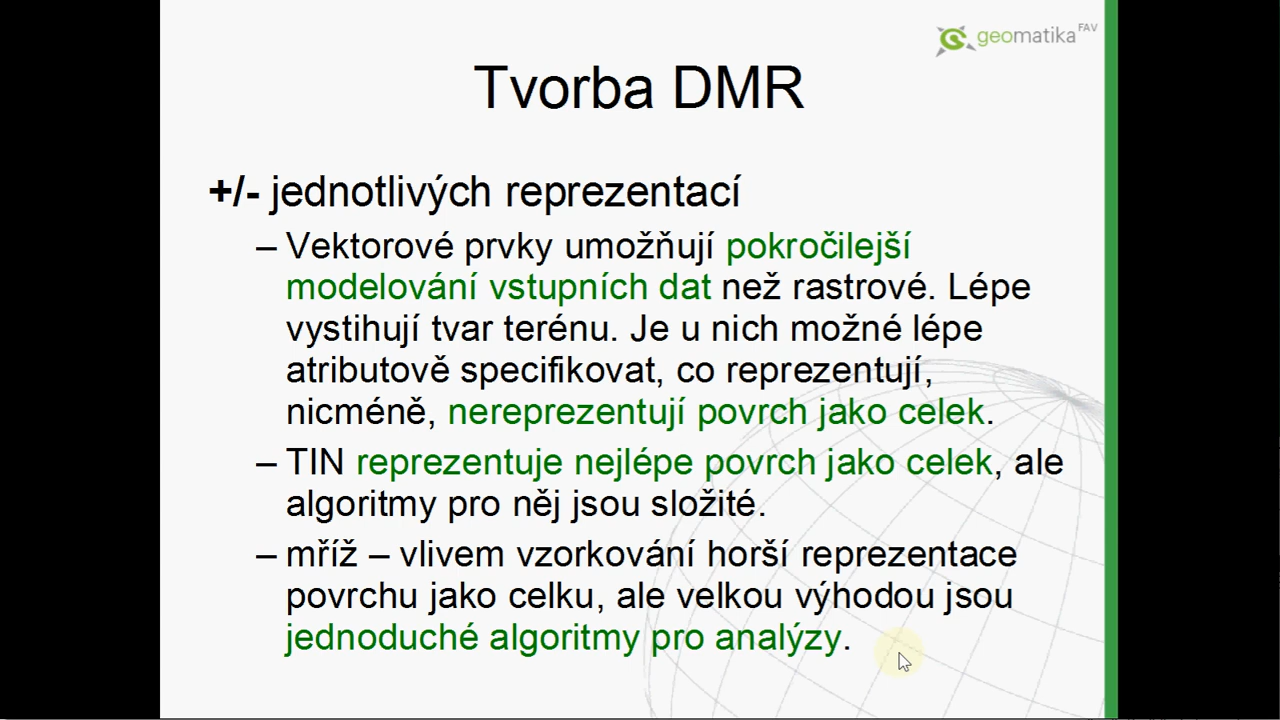 geomatika FAV
Tvorba DMR
+/- jednotlivých reprezentací
– Vektorové prvky umožňují pokročilejší
modelování vstupních dat než rastrové. Lépe
vystihují tvar terénu. Je u nich možné lépe
atributově specifikovat, co reprezentují,
nicméně, nereprezentují povrch jako celek.
– TIN reprezentuje nejlépe povrch jako celek, ale
algoritmy pro něj jsou složité.
– mříž – vlivem vzorkování horší reprezentace
povrchu jako celku, ale velkou výhodou jsou
jednoduché algoritmy pro analýzy.